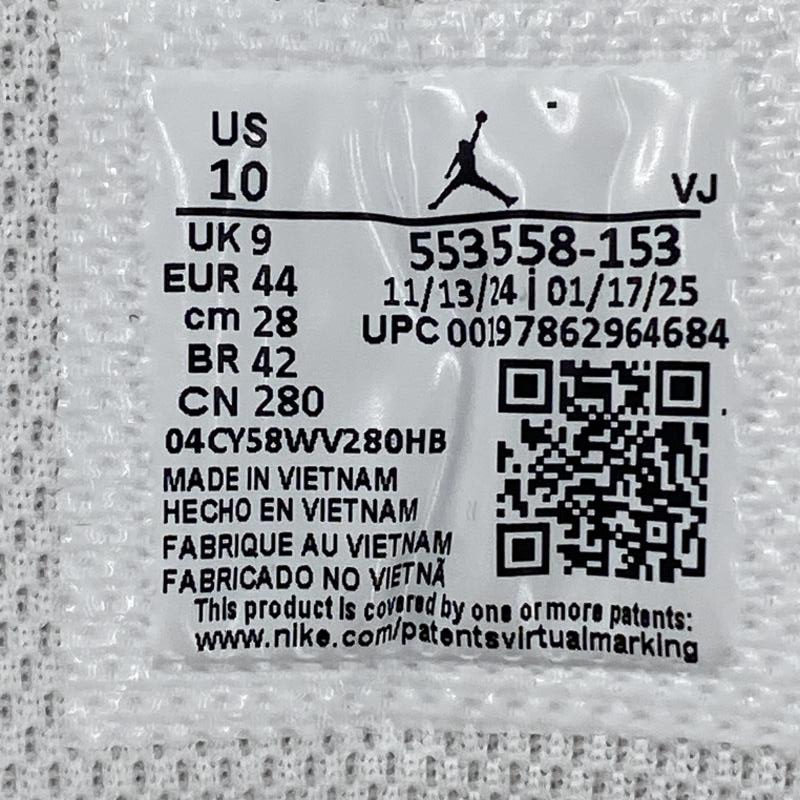 US
10
VJ
UK 9
EUR 44
cm 28
BR 42
CN 280
553558-153
11/13/24 | 01/17/25
UPC 00197862964684
04CY58WV280HB
MADE IN VIETNAM
HECHO EN VIETNAM
FABRIQUE AU VIETNAM
FABRICADO NO VIETNÃ
This product is covered by one or more patents:
www.nike.com/patentsvirtualmarking